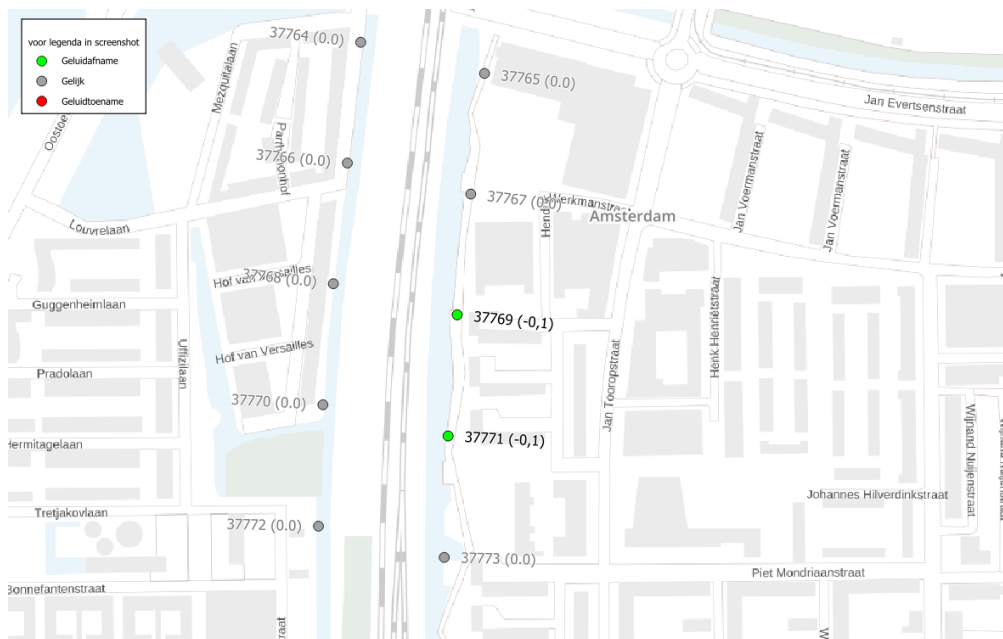 voor legenda in screenshot
Geluidafname
Gelijk
Geluidtoename
37764 (0.0)
37765 (0.0)
Jan Evertsenstraat
Mezquitalaan
37766 (0.0)
Jan Voermanstraat
Jan Voermanstraat
37767 (0.0)
Werkmanstraat
Amsterdam
Louvrelaan
Hof van Versailles
37768 (0.0)
Guggenheimlaan
Henk Henriëtstraat
37769 (-0,1)
Hof van Versailles
Uffizilaan
Jan Tooropstraat
Pradolaan
37770 (0.0)
37771 (-0,1)
Hermitagelaan
Wijnand Nuijenstraat
Johannes Hilverdinkstraat
Tretjakovlaan
37772 (0.0)
37773 (0.0)
Piet Mondriaanstraat
Bonnefantenstraat